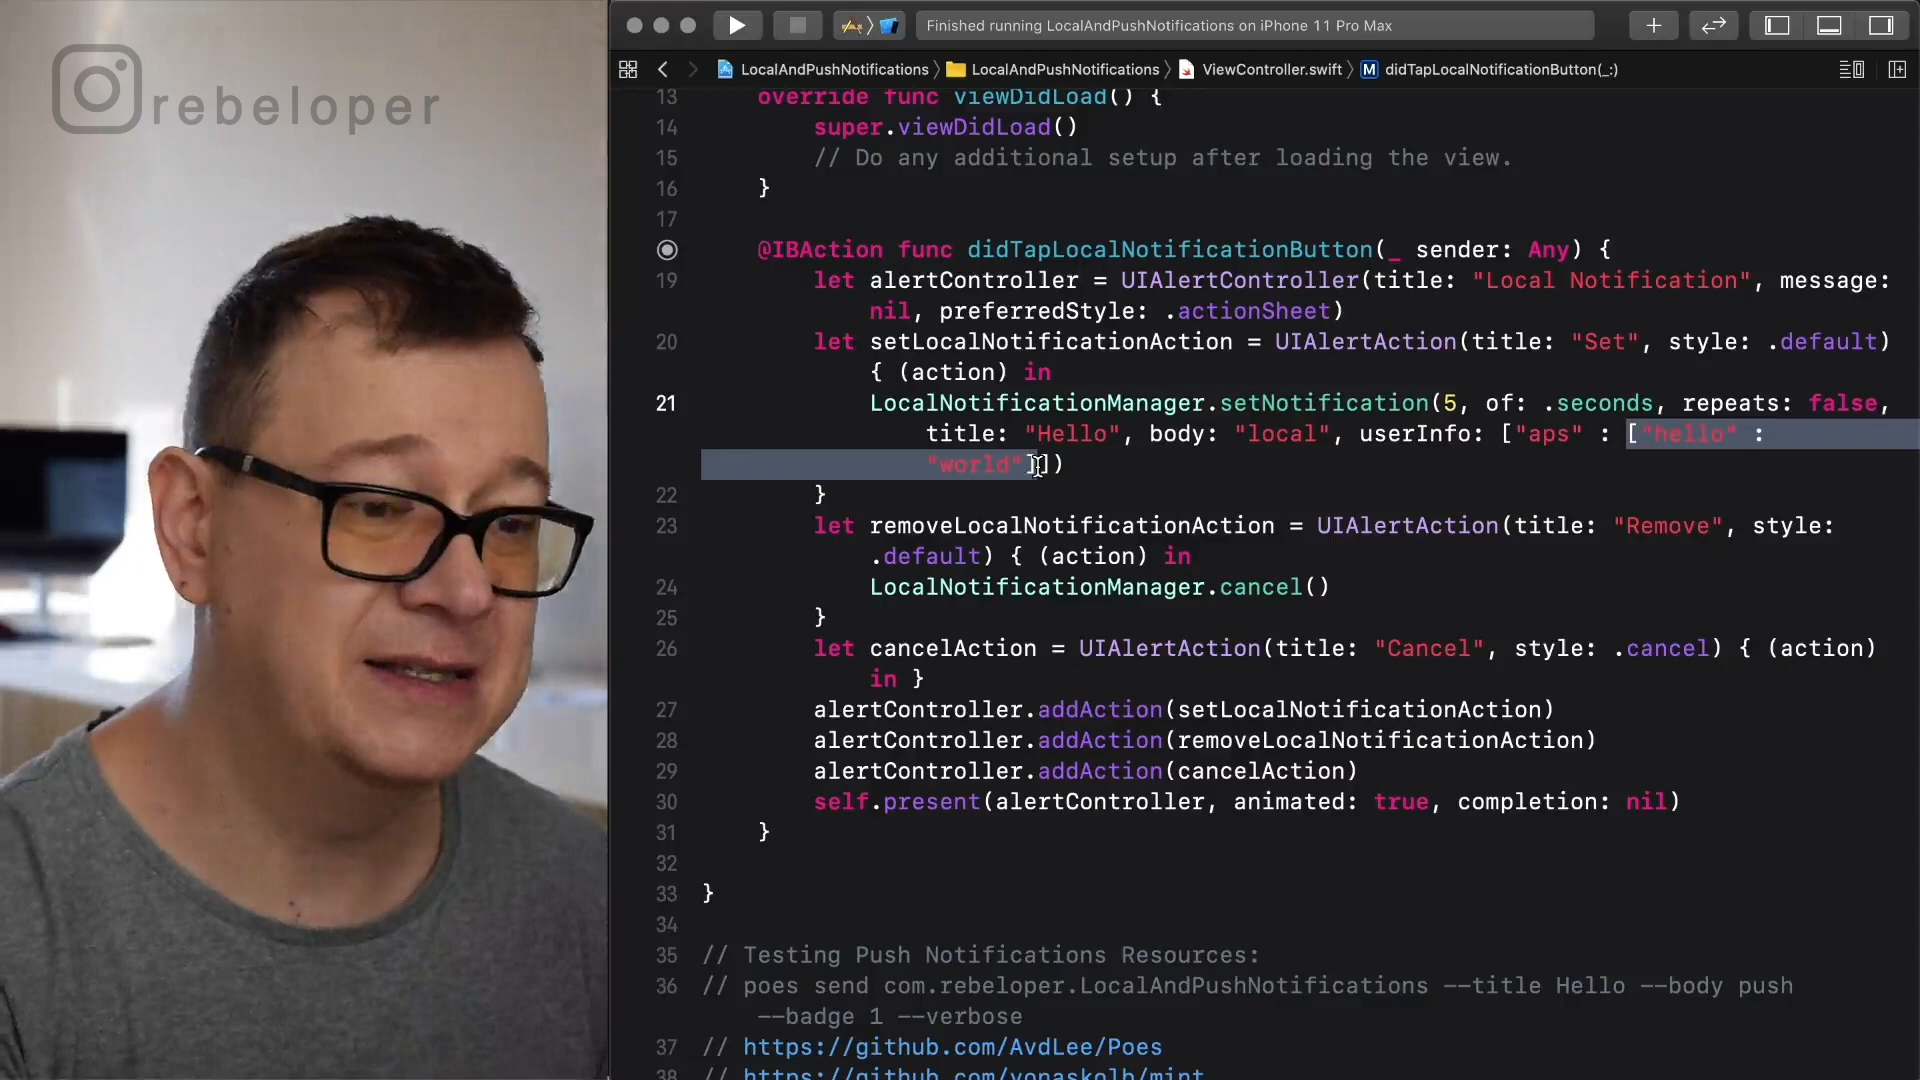 rebeloper
Finished running LocalAndPushNotifications on iPhone 11 Pro Max
LocalAndPushNotifications
LocalAndPushNotifications
ViewController.swift
M
didTapLocalNotificationButton(_:)
13 override func viewDidLoad() {
14 super.viewDidLoad()
15 // Do any additional setup after loading the view.
16 }
17
@IBAction func didTapLocalNotificationButton(_ sender: Any) {
19 let alertController = UIAlertController(title: "Local Notification", message:
nil, preferredStyle: .actionSheet)
20 let setLocalNotificationAction = UIAlertAction(title: "Set", style: .default)
{ (action) in
21 LocalNotificationManager.setNotification(5, of: .seconds, repeats: false,
title: "Hello", body: "local", userInfo: ["aps" : ["hello" :
"world"]])
22 }
23 let removeLocalNotificationAction = UIAlertAction(title: "Remove", style:
.default) { (action) in
24 LocalNotificationManager.cancel()
25 }
26 let cancelAction = UIAlertAction(title: "Cancel", style: .cancel) { (action)
in }
27 alertController.addAction(setLocalNotificationAction)
28 alertController.addAction(removeLocalNotificationAction)
29 alertController.addAction(cancelAction)
30 self.present(alertController, animated: true, completion: nil)
31 }
32
33 }
34
35 // Testing Push Notifications Resources:
36 // poes send com.rebeloper.LocalAndPushNotifications --title Hello --body push
--badge 1 --verbose
37 // https://github.com/AvdLee/Poes
38 // https://github.com/yonaskolb/mint